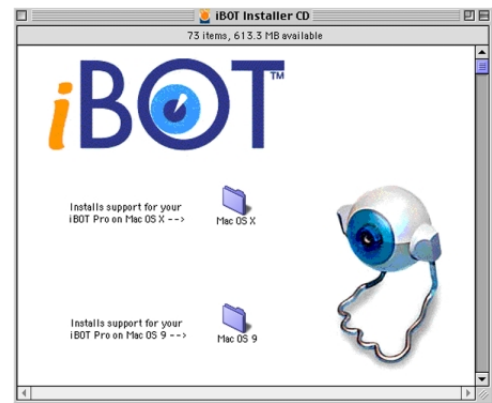 iBOT Installer CD
73 items, 613.3 MB available
iBOT™
Installs support for your
iBOT Pro on Mac OS X -->
Mac OS X
Installs support for your
iBOT Pro on Mac OS 9 -->
Mac OS 9